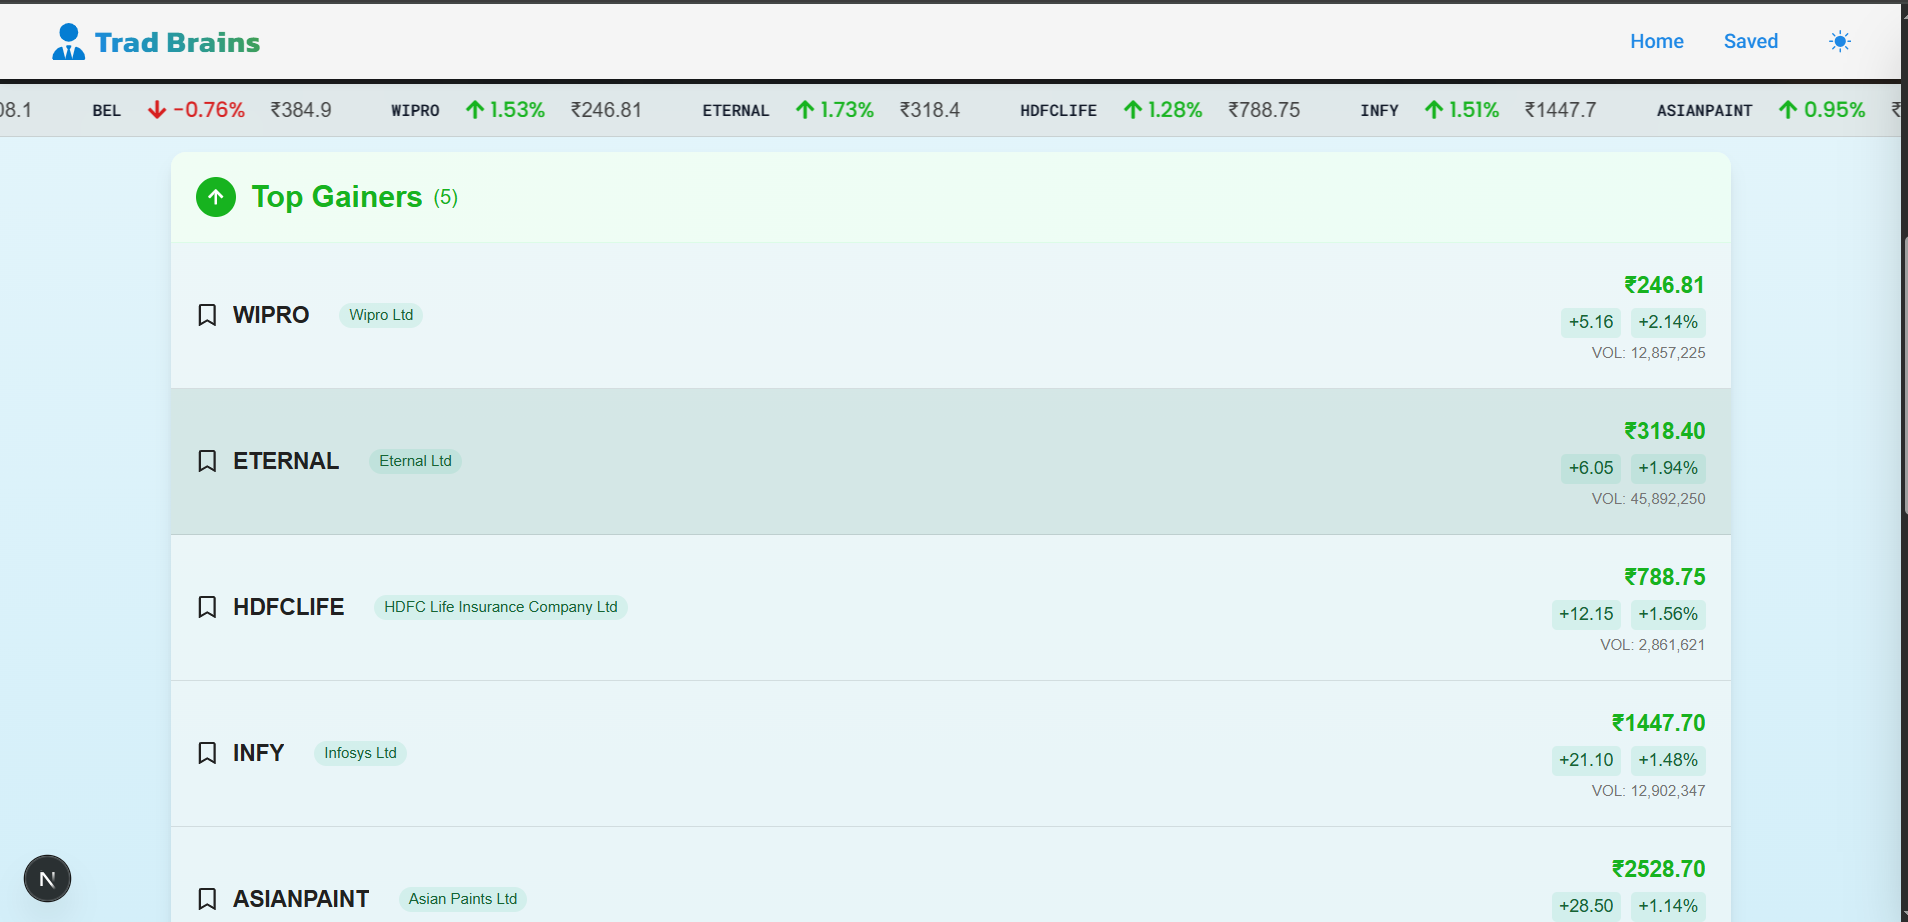 Trad Brains
Home Saved
08.1 BEL -0.76% ₹384.9 WIPRO 1.53% ₹246.81 ETERNAL 1.73% ₹318.4 HDFCLIFE 1.28% ₹788.75 INFY 1.51% ₹1447.7 ASIANPAINT 0.95% ₹
Top Gainers (5)
WIPRO Wipro Ltd
₹246.81
+5.16 +2.14%
VOL: 12,857,225
ETERNAL Eternal Ltd
₹318.40
+6.05 +1.94%
VOL: 45,892,250
HDFCLIFE HDFC Life Insurance Company Ltd
₹788.75
+12.15 +1.56%
VOL: 2,861,621
INFY Infosys Ltd
₹1447.70
+21.10 +1.48%
VOL: 12,902,347
ASIANPAINT Asian Paints Ltd
₹2528.70
+28.50 +1.14%
N